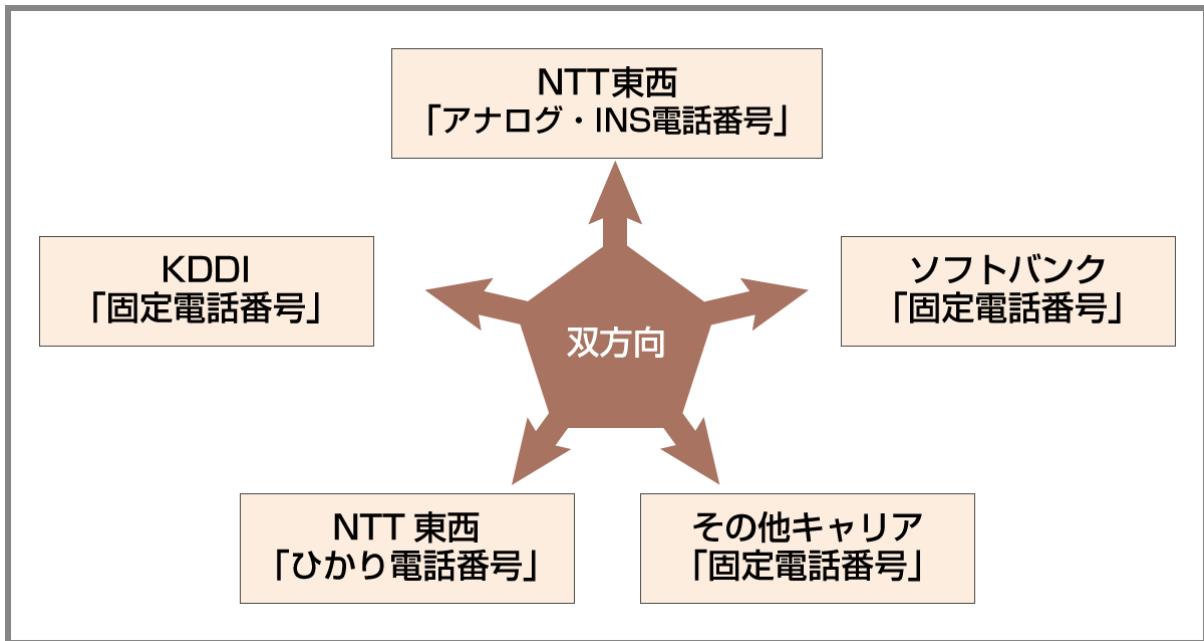 NTT東西
「アナログ・INS電話番号」
KDDI
「固定電話番号」
ソフトバンク
「固定電話番号」
双方向
NTT 東西
「ひかり電話番号」
その他キャリア
「固定電話番号」